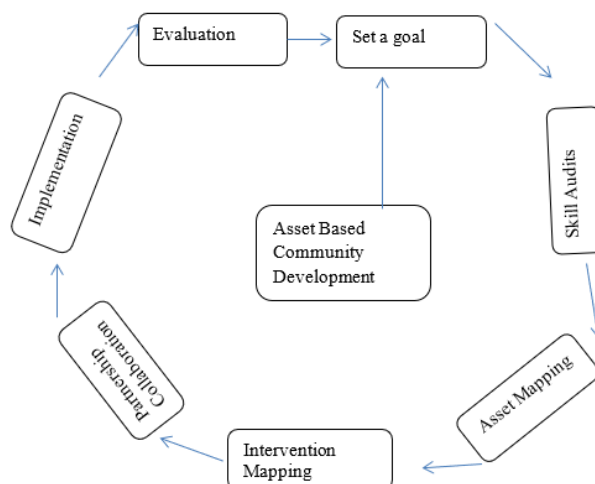 Evaluation
Set a goal
Skill Audits
Asset Mapping
Intervention
Mapping
Partnership
Collaboration
Implementation
Asset Based
Community
Development